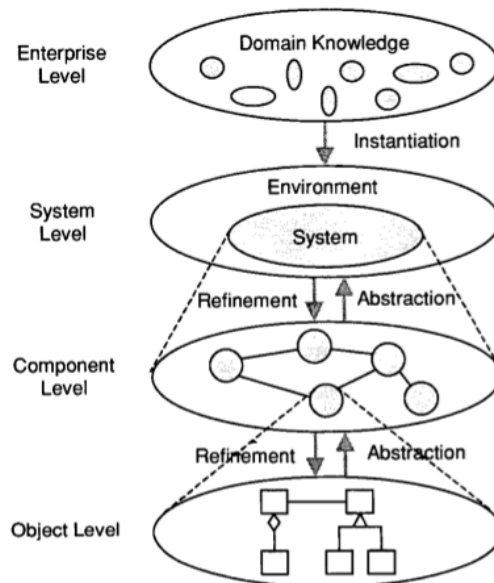 Enterprise
Level
Domain Knowledge
Instantiation
System
Level
Environment
System
Refinement
Abstraction
Component
Level
Refinement
Abstraction
Object Level